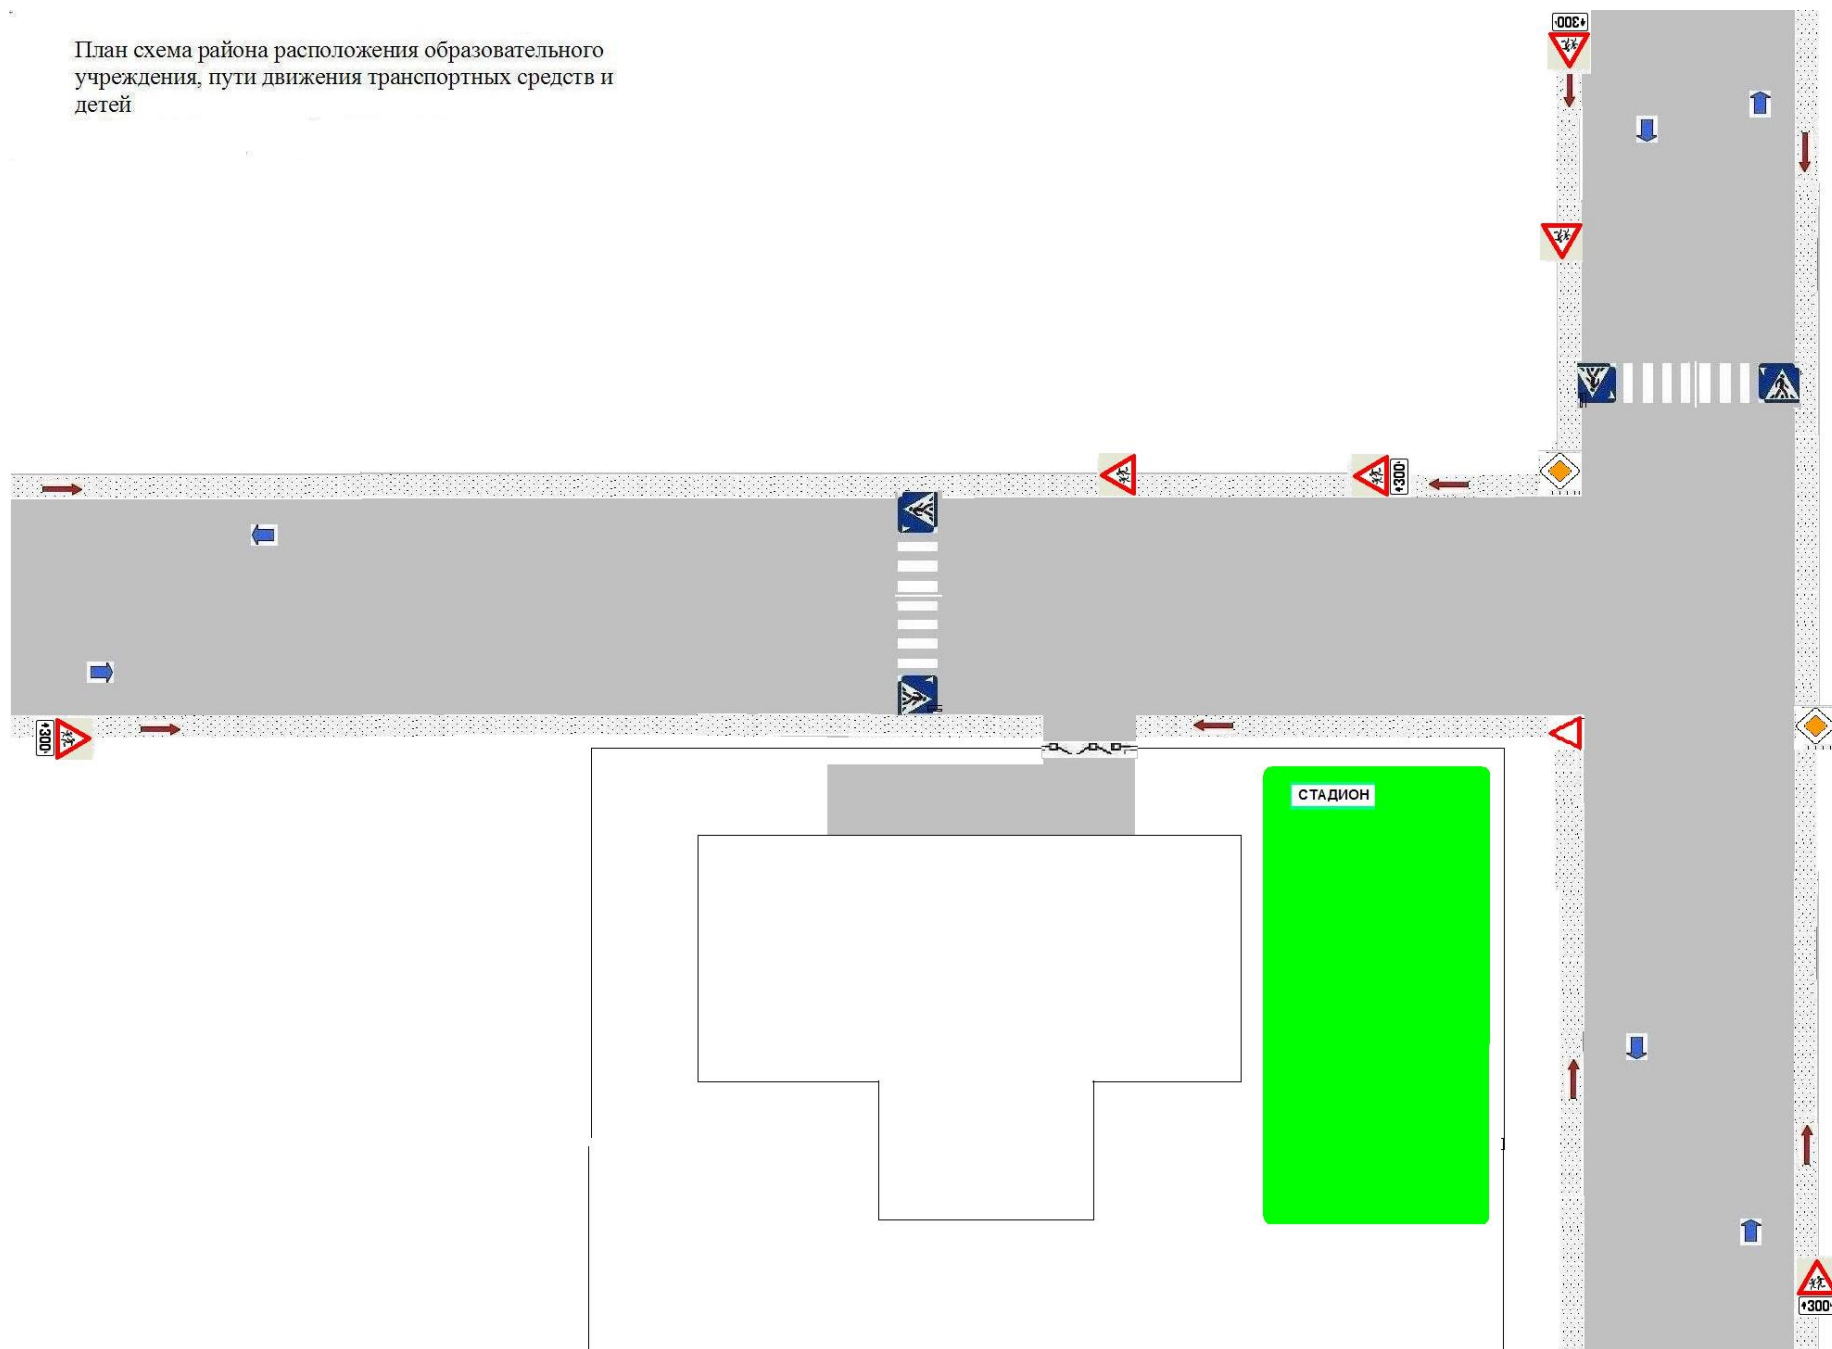 План схема района расположения образовательного
учреждения, пути движения транспортных средств и
детей
300
300
300
СТАДИОН
300